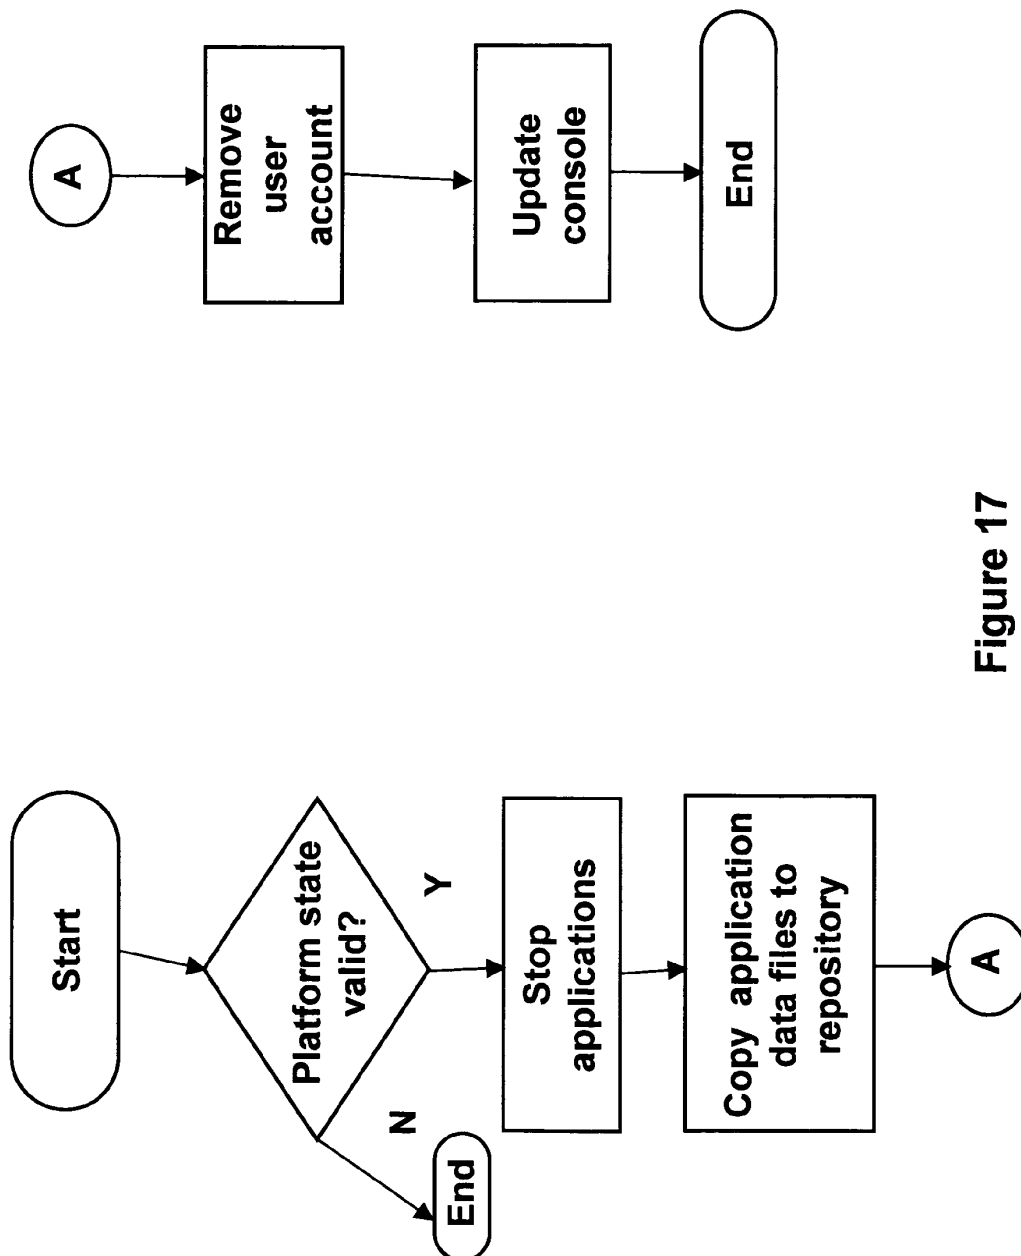 Start
Platform state
valid?
N
Y
End
Stop
applications
Copy application
data files to
repository
A
A
Remove
user
account
Update
console
End
Figure 17